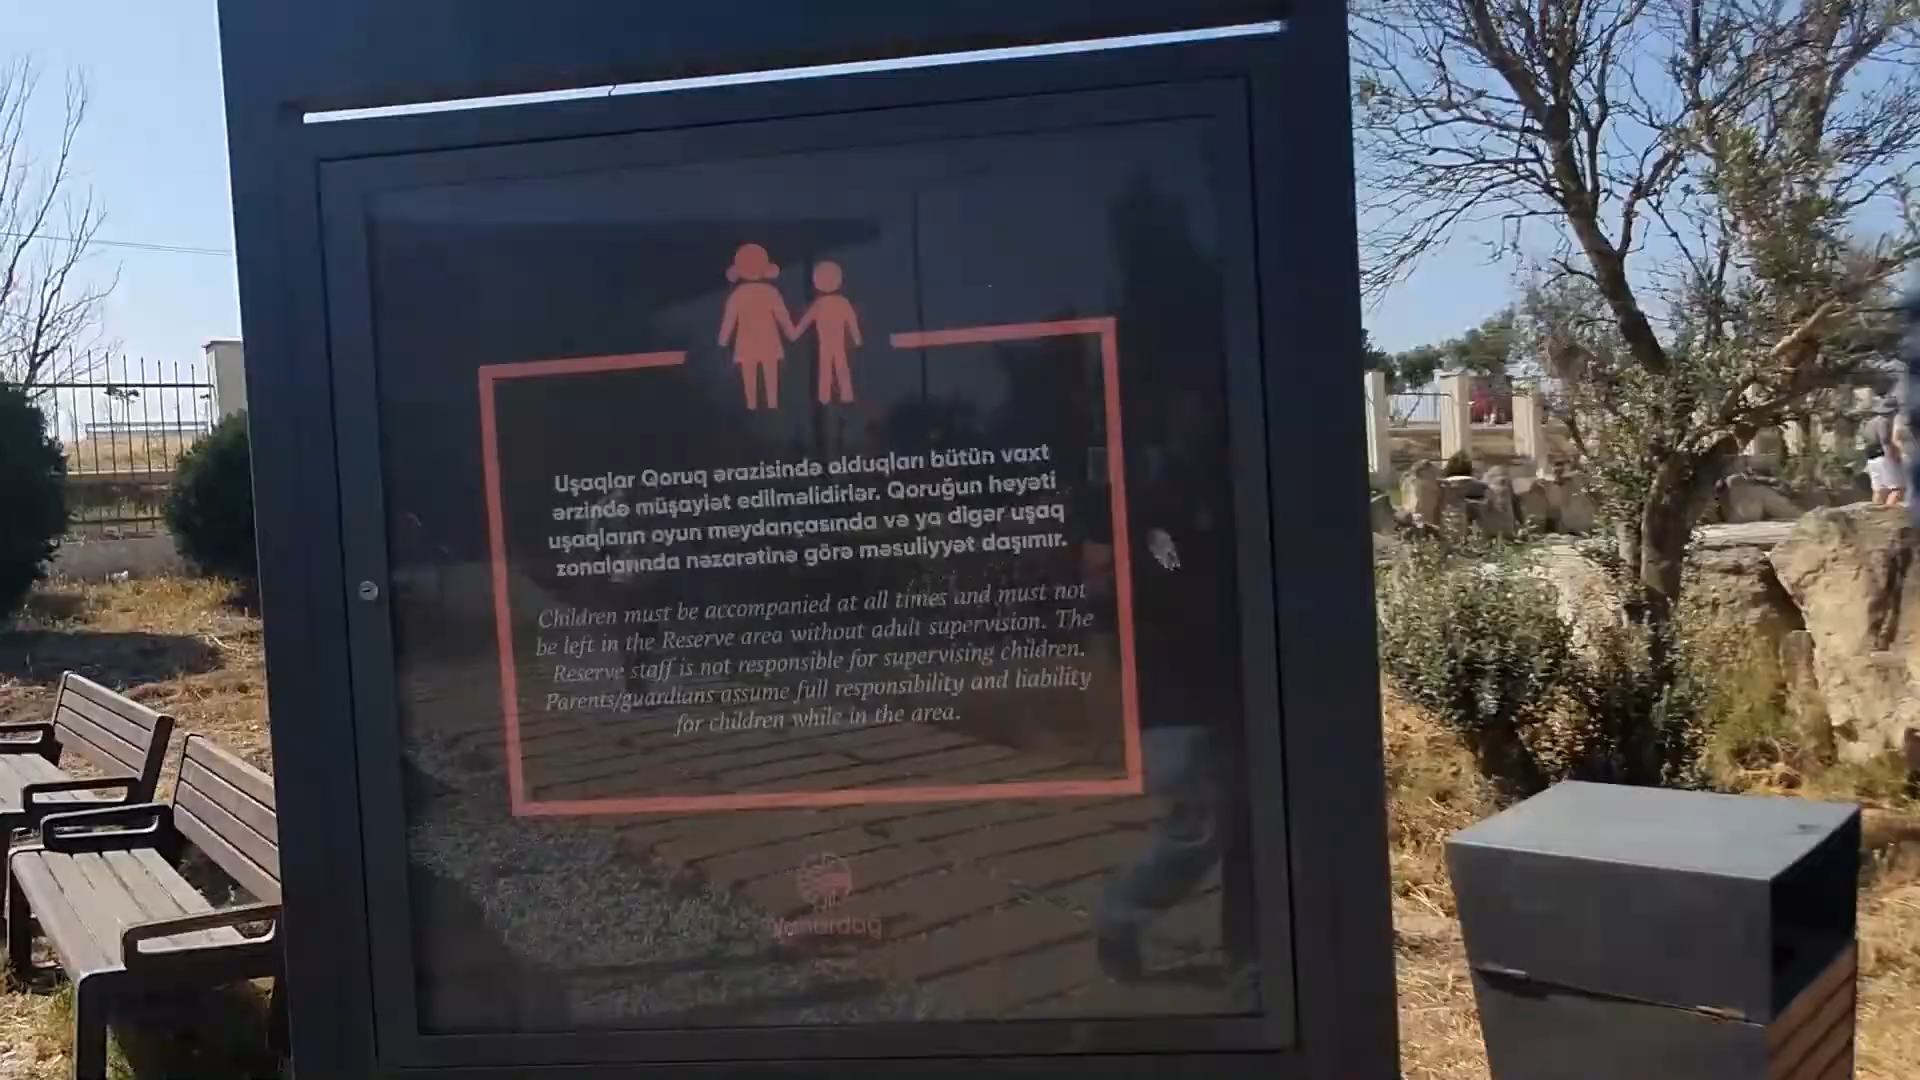 Uşaqlar Qoruq ərazisində olduqları bütün vaxt
ərzində müşayiət edilməlidirlər. Qoruğun heyəti
uşaqların oyun meydançasında və ya digər uşaq
zonalarında nəzarətinə görə məsuliyyət daşımır.
Children must be accompanied at all times and must not
be left in the Reserve area without adult supervision. The
Reserve staff is not responsible for supervising children.
Parents/guardians assume full responsibility and liability
for children while in the area.
Yanardağ